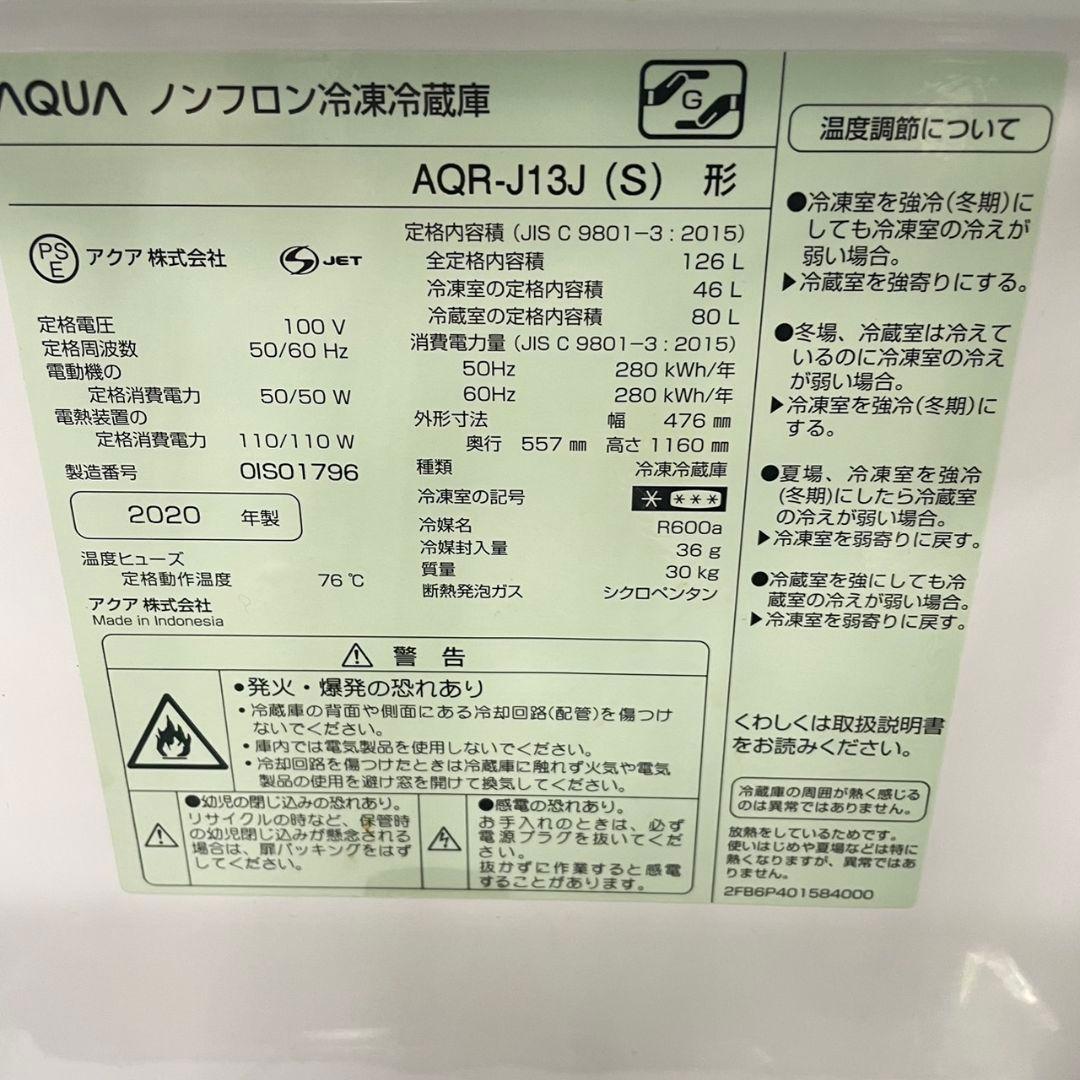 AQUA ノンフロン冷凍冷蔵庫
G
AQR-J13J (S) 形
PS
E
アクア 株式会社
JET
定格電圧 100 V
定格周波数 50/60 Hz
電動機の
定格消費電力 50/50 W
電熱装置の
定格消費電力 110/110 W
製造番号 0IS01796
2020 年製
温度ヒューズ
定格動作温度 76 ℃
アクア 株式会社
Made in Indonesia
定格内容積 (JIS C 9801−3 : 2015)
全定格内容積 126 L
冷凍室の定格内容積 46 L
冷蔵室の定格内容積 80 L
消費電力量 (JIS C 9801−3 : 2015)
50Hz 280 kWh/年
60Hz 280 kWh/年
外形寸法 幅 476 ㎜
奥行 557 ㎜ 高さ 1160 ㎜
種類 冷凍冷蔵庫
冷凍室の記号 * ***
冷媒名 R600a
冷媒封入量 36 g
質量 30 kg
断熱発泡ガス シクロペンタン
警 告
●発火・爆発の恐れあり
・冷蔵庫の背面や側面にある冷却回路(配管)を傷つけ
ないでください。
・庫内では電気製品を使用しないでください。
・冷却回路を傷つけたときは冷蔵庫に触れず火気や電気
製品の使用を避け窓を開けて換気してください。
●幼児の閉じ込みの恐れあり。
リサイクルの時など、保管時
の幼児閉じ込みが懸念される
場合は、扉パッキングをはず
してください。
●感電の恐れあり。
お手入れのときは、必ず
電源プラグを抜いてくださ
い。
抜かずに作業すると感電
することがあります。
温度調節について
●冷凍室を強冷(冬期)に
しても冷凍室の冷えが
弱い場合。
▶冷蔵室を強寄りにする。
●冬場、冷蔵室は冷えて
いるのに冷凍室の冷え
が弱い場合。
▶冷凍室を強冷(冬期)に
する。
●夏場、冷凍室を強冷
(冬期)にしたら冷蔵室
の冷えが弱い場合。
▶冷凍室を弱寄りに戻す。
●冷蔵室を強にしても冷
蔵室の冷えが弱い場合。
▶冷凍室を弱寄りに戻す。
くわしくは取扱説明書
をお読みください。
冷蔵庫の周囲が熱く感じる
のは異常ではありません。
放熱をしているためです。
使いはじめや夏場などは特に
熱くなりますが、異常ではあ
りません。
2FB6P401584000